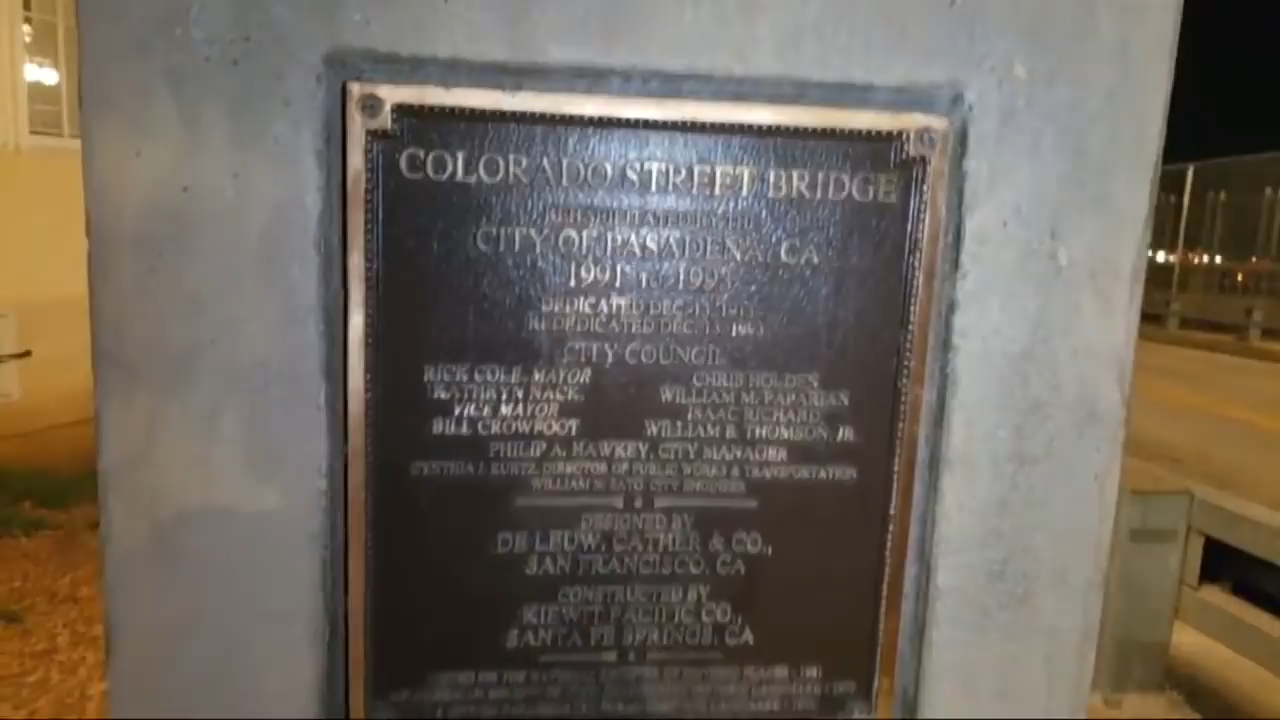 COLORADO STREET BRIDGE
REHABILITATED BY THE
CITY OF PASADENA, CA
1991 TO 1993
DEDICATED DEC. 13, 1913
REDEDICATED DEC. 13, 1993
CITY COUNCIL
RICK COLE, MAYOR
KATHRYN NACK,
VICE MAYOR
BILL CROWFOOT
CHRIS HOLDEN
WILLIAM M. PAPARIAN
ISAAC RICHARD
WILLIAM E. THOMSON, JR.
PHILIP A. HAWKEY, CITY MANAGER
CYNTHIA J. KURTZ, DIRECTOR OF PUBLIC WORKS & TRANSPORTATION
CITY ENGINEER
DESIGNED BY
DE LEUW, CATHER & CO.,
SAN FRANCISCO, CA
CONSTRUCTED BY
KIEWIT PACIFIC CO.,
SANTA FE SPRINGS, CA